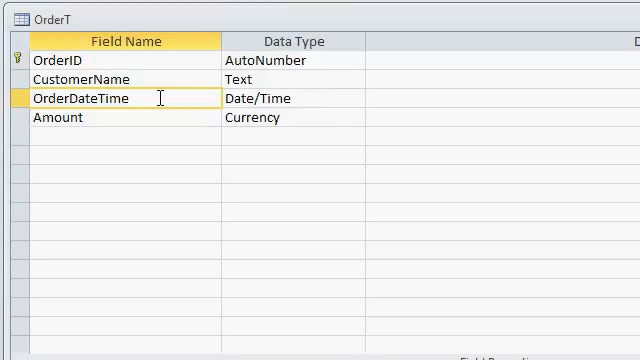 OrderT
Field Name Data Type D
OrderID AutoNumber
CustomerName Text
OrderDateTime Date/Time
Amount Currency